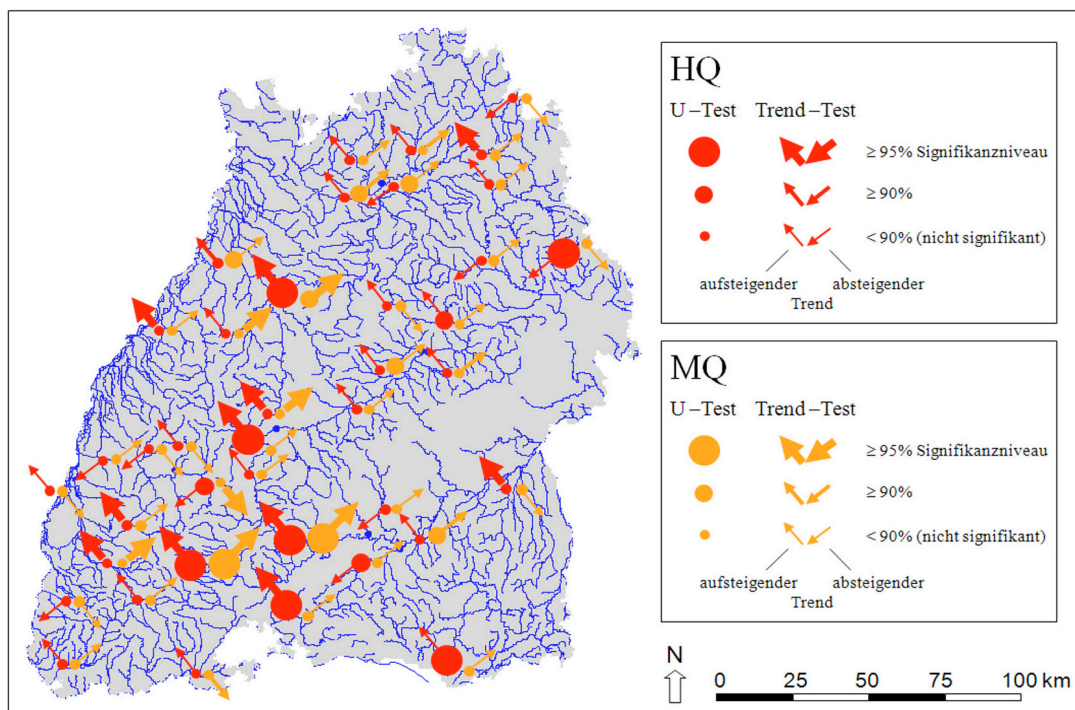 HQ
U –Test Trend –Test
≥ 95% Signifikanzniveau
≥ 90%
< 90% (nicht signifikant)
aufsteigender absteigender
Trend
MQ
U –Test Trend –Test
≥ 95% Signifikanzniveau
≥ 90%
< 90% (nicht signifikant)
aufsteigender absteigender
Trend
N
0 25 50 75 100 km